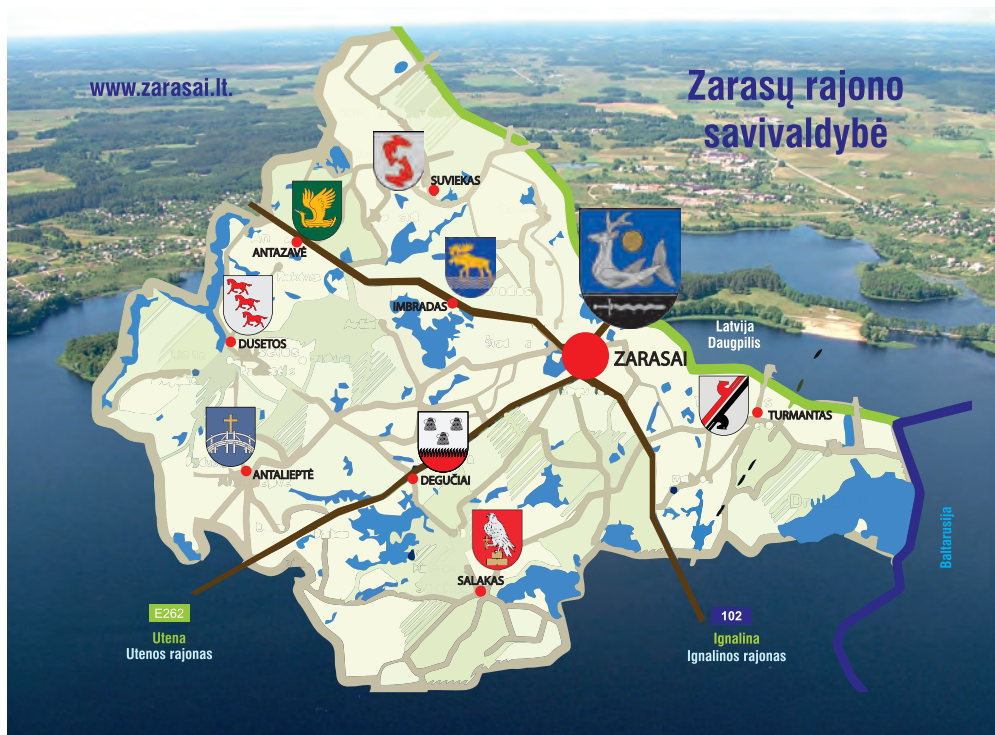 www.zarasai.lt.
Zarasų rajono
savivaldybė
SUVIEKAS
ANTAZAVĖ
IMBRADAS
DUSETOS
Latvija
Daugpilis
ZARASAI
TURMANTAS
ANTALIEPTĖ
DEGUČIAI
SALAKAS
Baltarusija
E262
Utena
Utenos rajonas
102
Ignalina
Ignalinos rajonas